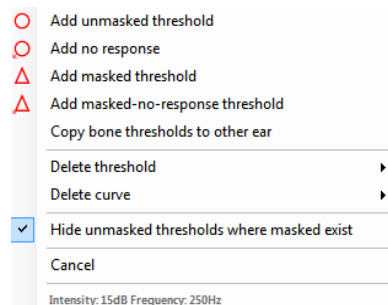 Add unmasked threshold
Add no response
Add masked threshold
Add masked-no-response threshold
Copy bone thresholds to other ear
Delete threshold
Delete curve
Hide unmasked thresholds where masked exist
Cancel
Intensity: 15dB Frequency: 250Hz